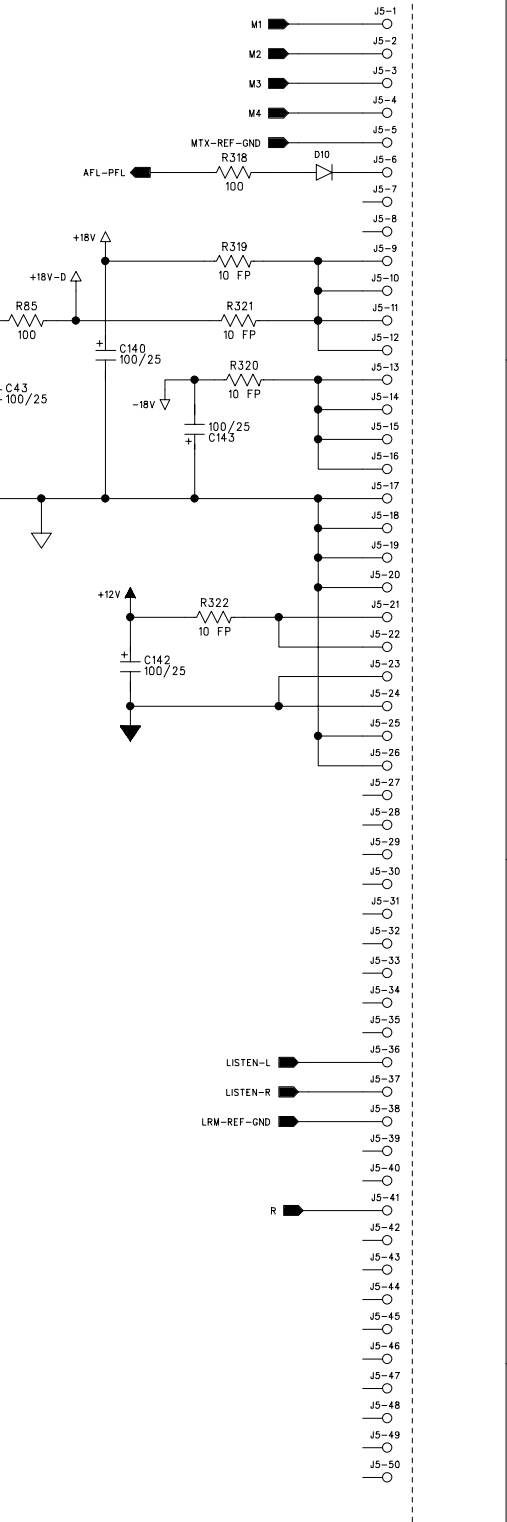 J5-1
M1
J5-2
M2
J5-3
M3
J5-4
M4
J5-5
MTX-REF-GND
R318
D10
J5-6
AFL-PFL
100
J5-7
J5-8
+18V
R319
J5-9
10 FP
+18V-D
J5-10
R85
R321
J5-11
100
10 FP
+ C140
J5-12
100/25
R320
J5-13
C43
100/25
10 FP
-18V
J5-14
100/25
J5-15
+ C143
J5-16
J5-17
J5-18
J5-19
J5-20
+12V
R322
J5-21
10 FP
J5-22
+ C142
J5-23
100/25
J5-24
J5-25
J5-26
J5-27
J5-28
J5-29
J5-30
J5-31
J5-32
J5-33
J5-34
J5-35
J5-36
LISTEN-L
J5-37
LISTEN-R
J5-38
LRM-REF-GND
J5-39
J5-40
J5-41
R
J5-42
J5-43
J5-44
J5-45
J5-46
J5-47
J5-48
J5-49
J5-50